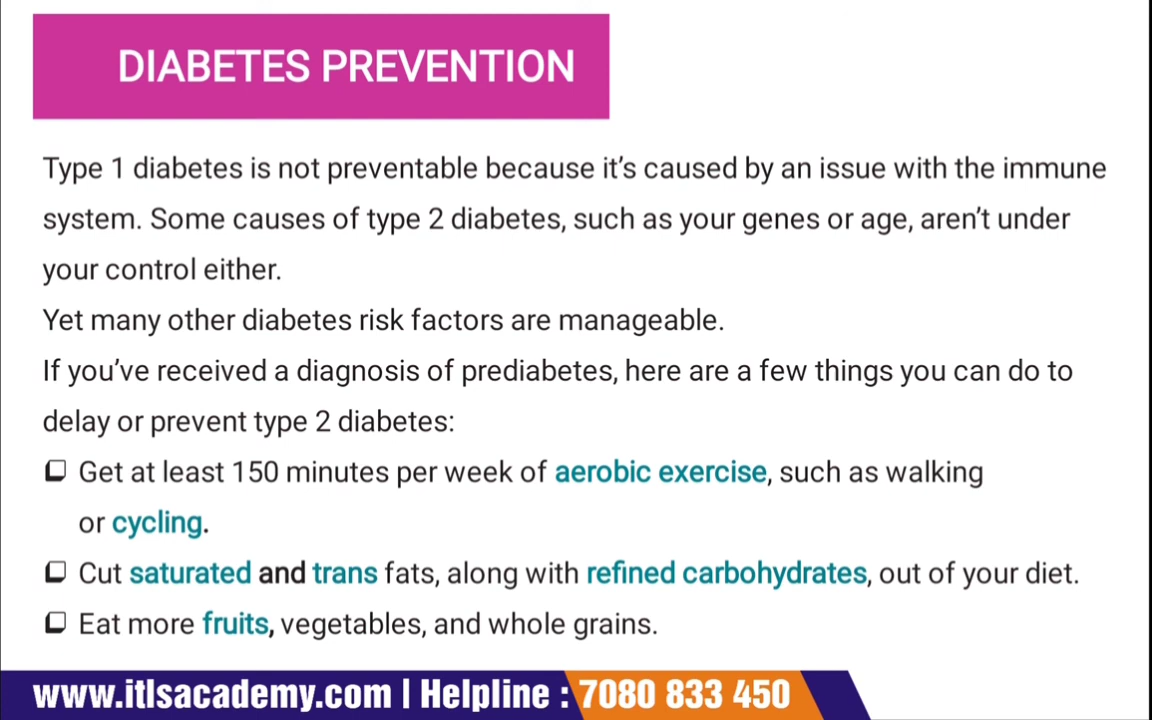 DIABETES PREVENTION
Type 1 diabetes is not preventable because it’s caused by an issue with the immune
system. Some causes of type 2 diabetes, such as your genes or age, aren’t under
your control either.
Yet many other diabetes risk factors are manageable.
If you’ve received a diagnosis of prediabetes, here are a few things you can do to
delay or prevent type 2 diabetes:
❑ Get at least 150 minutes per week of aerobic exercise, such as walking
or cycling.
❑ Cut saturated and trans fats, along with refined carbohydrates, out of your diet.
❑ Eat more fruits, vegetables, and whole grains.
www.itlsacademy.com | Helpline : 7080 833 450